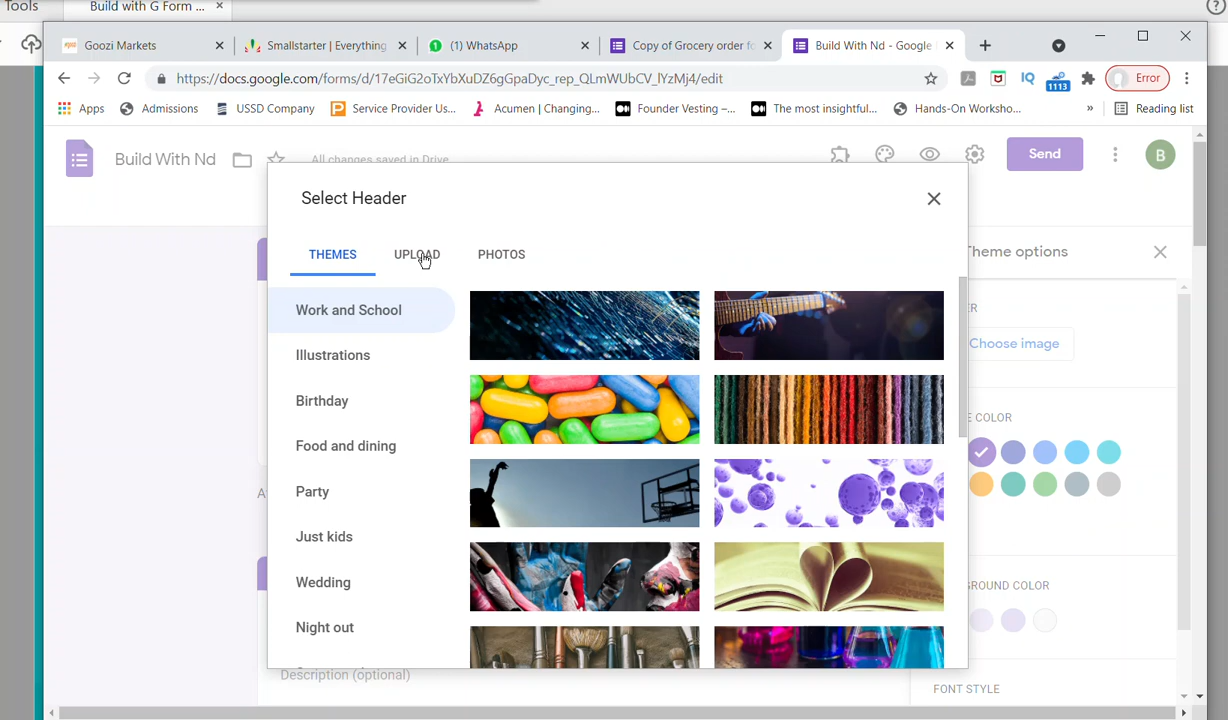 Tools
Build with G Form ...
Goozi Markets
Smallstarter | Everything
(1) WhatsApp
Copy of Grocery order f
Build With Nd - Google
https://docs.google.com/forms/d/17eGiG2oTxYbXuDZ6gGpaDyc_rep_QLmWUbCV_lYzMj4/edit
IQ
1113
Error
Apps
Admissions
USSD Company
Service Provider Us...
Acumen | Changing...
Founder Vesting –...
The most insightful...
Hands-On Worksho...
»
Reading list
Build With Nd
All changes saved in Drive
Send
B
Select Header
THEMES
UPLOAD
PHOTOS
Theme options
Work and School
Illustrations
Choose image
Birthday
Food and dining
Party
Just kids
Wedding
Night out
Description (optional)
FONT STYLE